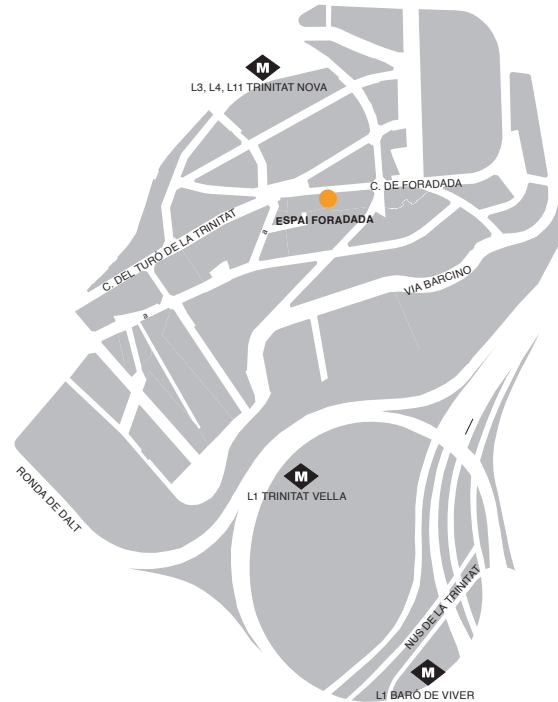 M
L3, L4, L11 TRINITAT NOVA
C. DE FORADADA
ESPAI FORADADA
C. DEL TURÓ DE LA TRINITAT
a
VIA BARCINO
a
M
L1 TRINITAT VELLA
RONDA DE DALT
NUS DE LA TRINITAT
M
L1 BARÓ DE VIVER